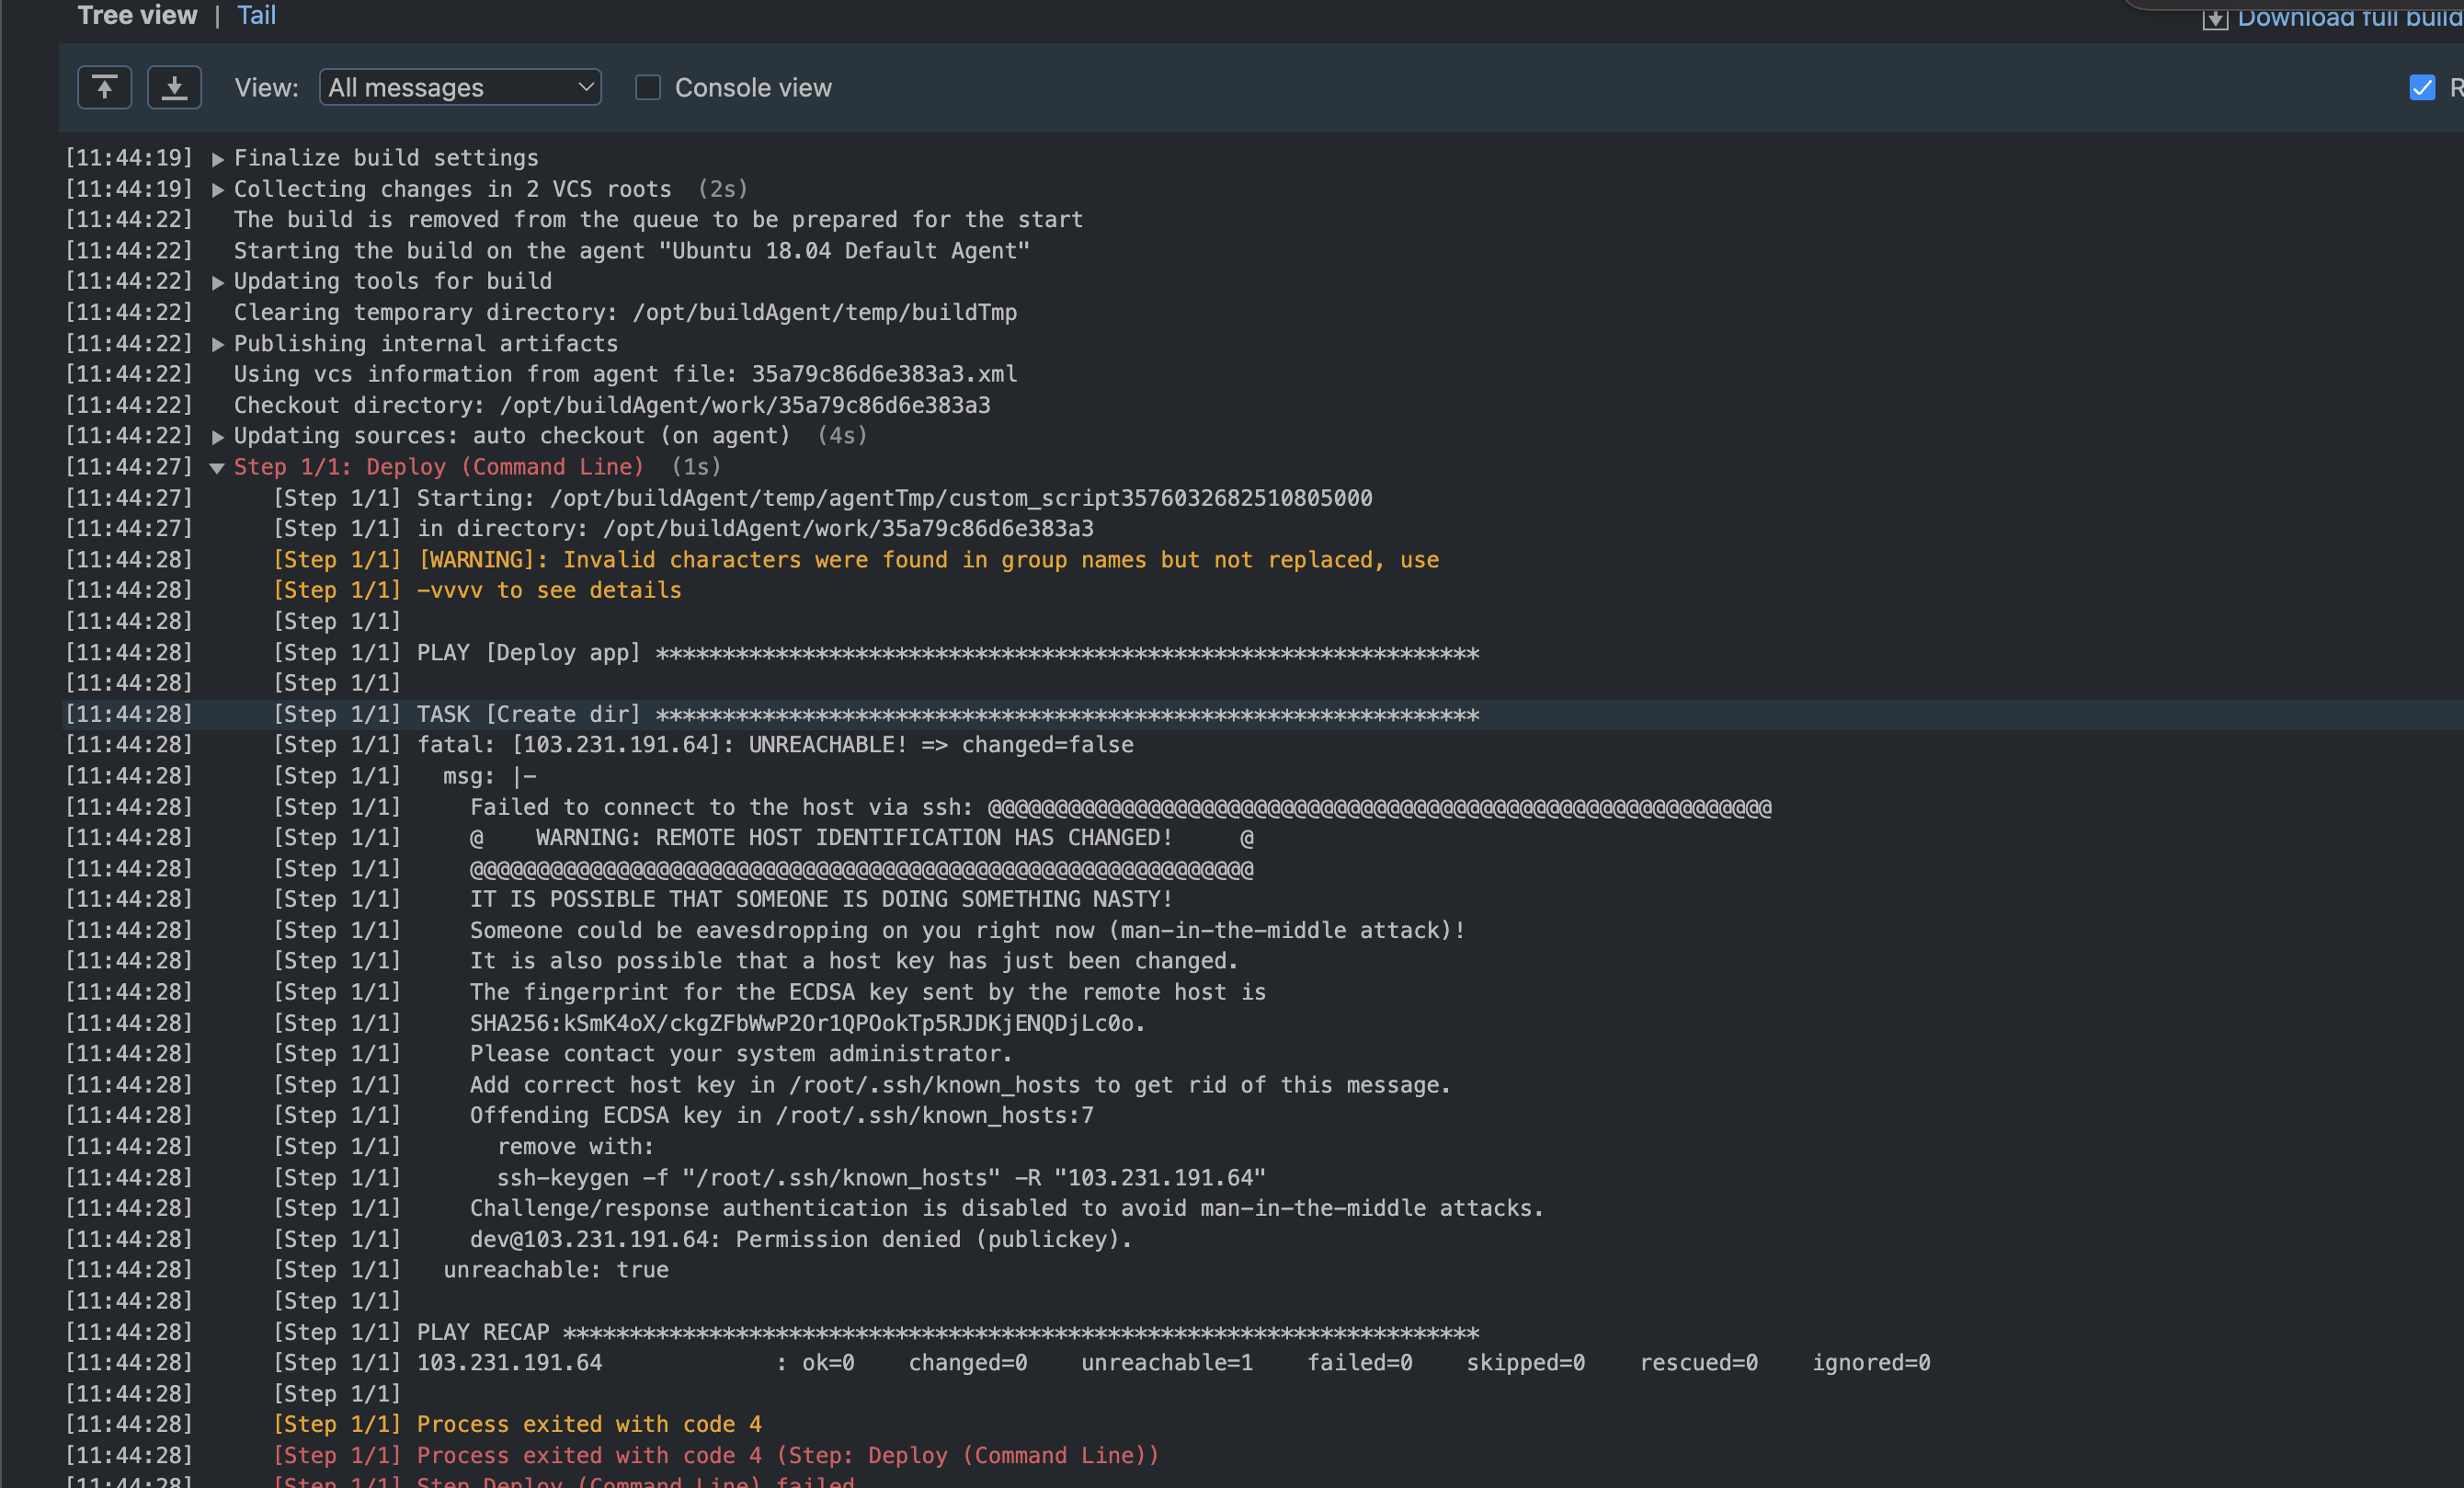 Tree view | Tail
Download full build
View: All messages Console view
[11:44:19] Finalize build settings
[11:44:19] Collecting changes in 2 VCS roots (2s)
[11:44:22] The build is removed from the queue to be prepared for the start
[11:44:22] Starting the build on the agent "Ubuntu 18.04 Default Agent"
[11:44:22] Updating tools for build
[11:44:22] Clearing temporary directory: /opt/buildAgent/temp/buildTmp
[11:44:22] Publishing internal artifacts
[11:44:22] Using vcs information from agent file: 35a79c86d6e383a3.xml
[11:44:22] Checkout directory: /opt/buildAgent/work/35a79c86d6e383a3
[11:44:22] Updating sources: auto checkout (on agent) (4s)
[11:44:27] Step 1/1: Deploy (Command Line) (1s)
[11:44:27] [Step 1/1] Starting: /opt/buildAgent/temp/agentTmp/custom_script3576032682510805000
[11:44:27] [Step 1/1] in directory: /opt/buildAgent/work/35a79c86d6e383a3
[11:44:28] [Step 1/1] [WARNING]: Invalid characters were found in group names but not replaced, use
[11:44:28] [Step 1/1] -vvvv to see details
[11:44:28] [Step 1/1]
[11:44:28] [Step 1/1] PLAY [Deploy app] **************************************************************
[11:44:28] [Step 1/1]
[11:44:28] [Step 1/1] TASK [Create dir] **************************************************************
[11:44:28] [Step 1/1] fatal: [103.231.191.64]: UNREACHABLE! => changed=false
[11:44:28] [Step 1/1] msg: |-
[11:44:28] [Step 1/1] Failed to connect to the host via ssh: @@@@@@@@@@@@@@@@@@@@@@@@@@@@@@@@@@@@@@@@@@@@@@@@@@@@@@@@@@@
[11:44:28] [Step 1/1] @ WARNING: REMOTE HOST IDENTIFICATION HAS CHANGED! @
[11:44:28] [Step 1/1] @@@@@@@@@@@@@@@@@@@@@@@@@@@@@@@@@@@@@@@@@@@@@@@@@@@@@@@@@@@
[11:44:28] [Step 1/1] IT IS POSSIBLE THAT SOMEONE IS DOING SOMETHING NASTY!
[11:44:28] [Step 1/1] Someone could be eavesdropping on you right now (man-in-the-middle attack)!
[11:44:28] [Step 1/1] It is also possible that a host key has just been changed.
[11:44:28] [Step 1/1] The fingerprint for the ECDSA key sent by the remote host is
[11:44:28] [Step 1/1] SHA256:kSmK4oX/ckgZFbWwP2Or1QPOokTp5RJDKjENQDjLc0o.
[11:44:28] [Step 1/1] Please contact your system administrator.
[11:44:28] [Step 1/1] Add correct host key in /root/.ssh/known_hosts to get rid of this message.
[11:44:28] [Step 1/1] Offending ECDSA key in /root/.ssh/known_hosts:7
[11:44:28] [Step 1/1] remove with:
[11:44:28] [Step 1/1] ssh-keygen -f "/root/.ssh/known_hosts" -R "103.231.191.64"
[11:44:28] [Step 1/1] Challenge/response authentication is disabled to avoid man-in-the-middle attacks.
[11:44:28] [Step 1/1] dev@103.231.191.64: Permission denied (publickey).
[11:44:28] [Step 1/1] unreachable: true
[11:44:28] [Step 1/1]
[11:44:28] [Step 1/1] PLAY RECAP *********************************************************************
[11:44:28] [Step 1/1] 103.231.191.64 : ok=0 changed=0 unreachable=1 failed=0 skipped=0 rescued=0 ignored=0
[11:44:28] [Step 1/1]
[11:44:28] [Step 1/1] Process exited with code 4
[11:44:28] [Step 1/1] Process exited with code 4 (Step: Deploy (Command Line))
[11:44:28] [Step 1/1] Step Deploy (Command Line) failed